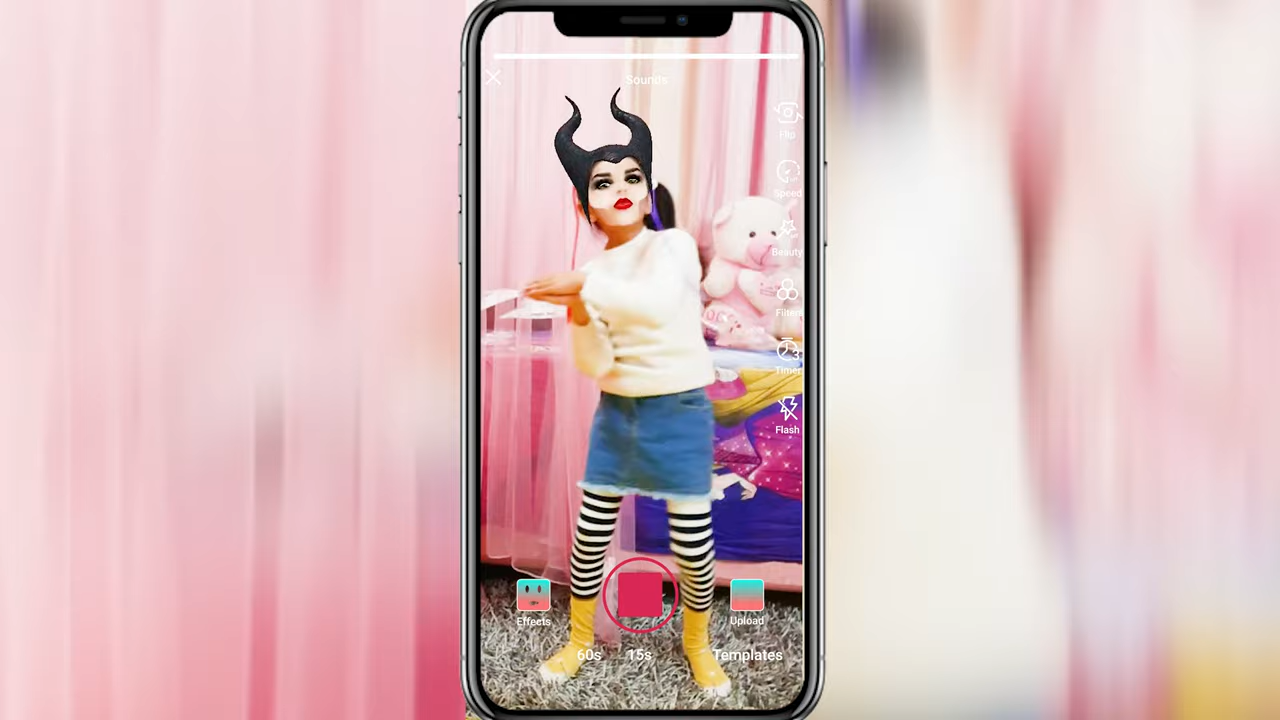 Sounds
Flip
Speed
Beauty
Filters
Timer
Flash
Effects
Upload
60s
15s
Templates